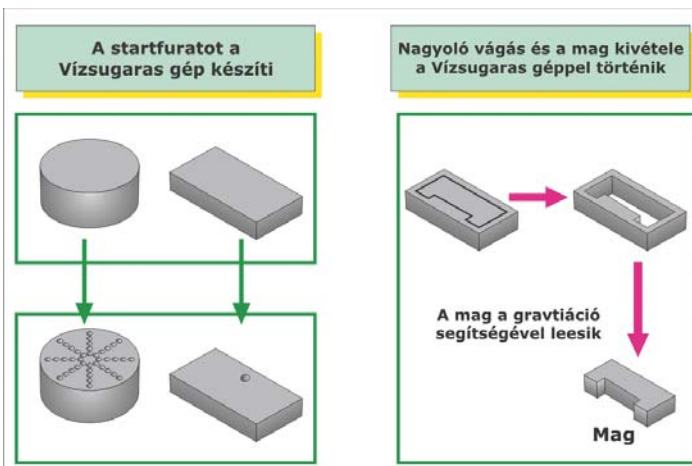 A startfuratot a
Vízsugaras gép készíti
Nagyoló vágás és a mag kivétele
a Vízsugaras géppel történik
A mag a gravtiáció
segítségével leesik
Mag